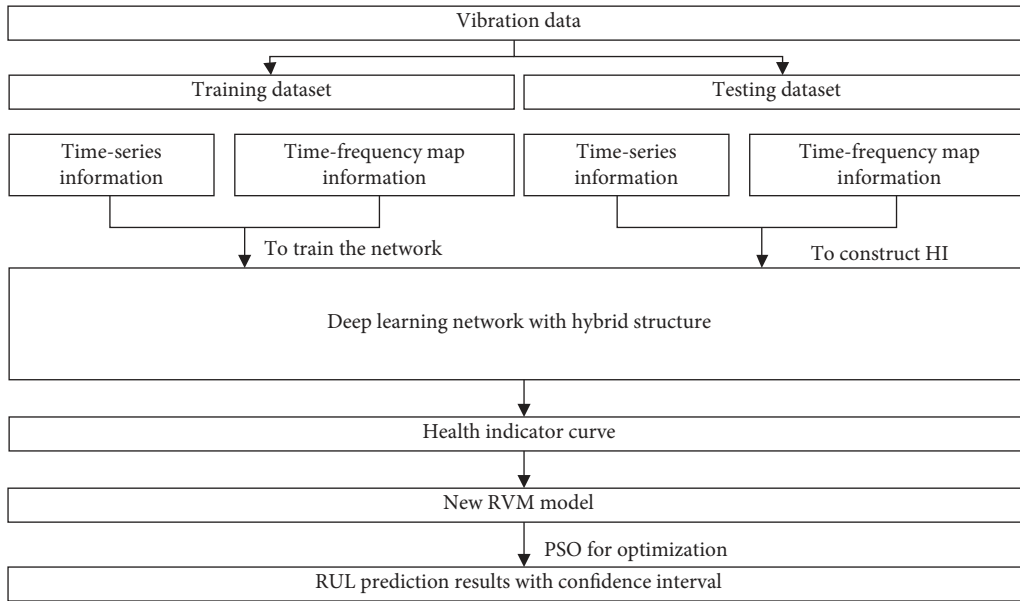 Vibration data
Training dataset
Testing dataset
Time-series
information
Time-frequency map
information
Time-series
information
Time-frequency map
information
To train the network
To construct HI
Deep learning network with hybrid structure
Health indicator curve
New RVM model
PSO for optimization
RUL prediction results with confidence interval